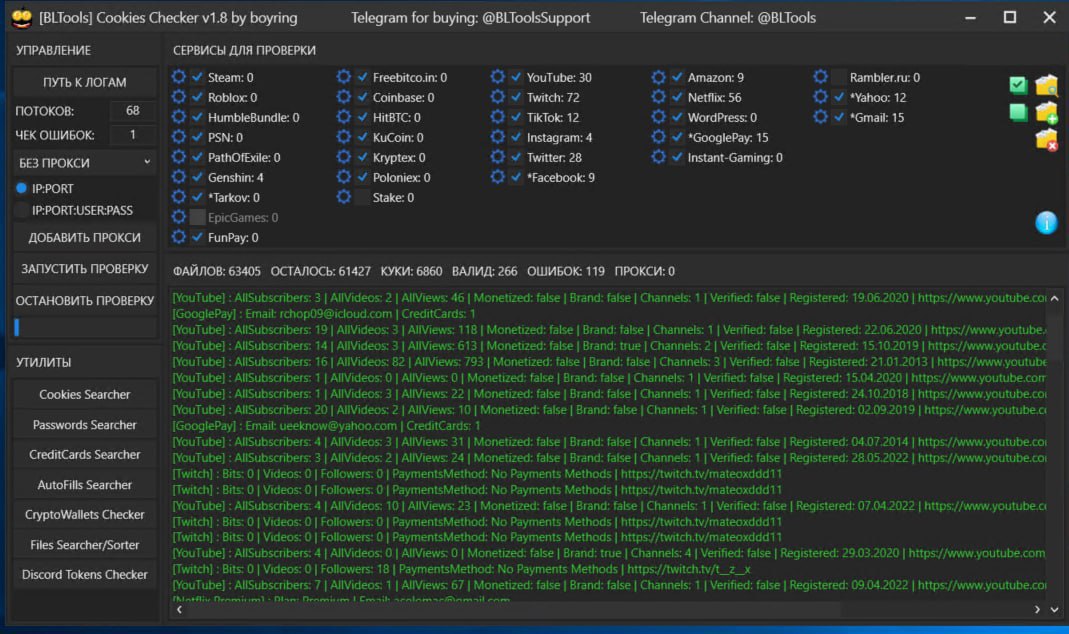 [BLTools] Cookies Checker v1.8 by boyring Telegram for buying: @BLToolsSupport Telegram Channel: @BLTools
УПРАВЛЕНИЕ
ПУТЬ К ЛОГАМ
ПОТОКОВ: 68
ЧЕК ОШИБОК: 1
БЕЗ ПРОКСИ
IP:PORT
IP:PORT:USER:PASS
ДОБАВИТЬ ПРОКСИ
ЗАПУСТИТЬ ПРОВЕРКУ
ОСТАНОВИТЬ ПРОВЕРКУ
УТИЛИТЫ
Cookies Searcher
Passwords Searcher
CreditCards Searcher
AutoFills Searcher
CryptoWallets Checker
Files Searcher/Sorter
Discord Tokens Checker
СЕРВИСЫ ДЛЯ ПРОВЕРКИ
Steam: 0
Roblox: 0
HumbleBundle: 0
PSN: 0
PathOfExile: 0
Genshin: 4
*Tarkov: 0
EpicGames: 0
FunPay: 0
Freebitco.in: 0
Coinbase: 0
HitBTC: 0
KuCoin: 0
Kryptex: 0
Poloniex: 0
Stake: 0
YouTube: 30
Twitch: 72
TikTok: 12
Instagram: 4
Twitter: 28
*Facebook: 9
Amazon: 9
Netflix: 56
WordPress: 0
*GooglePay: 15
Instant-Gaming: 0
Rambler.ru: 0
*Yahoo: 12
*Gmail: 15
ФАЙЛОВ: 63405 ОСТАЛОСЬ: 61427 КУКИ: 6860 ВАЛИД: 266 ОШИБОК: 119 ПРОКСИ: 0
[YouTube] : AllSubscribers: 3 | AllVideos: 2 | AllViews: 46 | Monetized: false | Brand: false | Channels: 1 | Verified: false | Registered: 19.06.2020 | https://www.youtube.co
[GooglePay] : Email: rchop09@icloud.com | CreditCards: 1
[YouTube] : AllSubscribers: 19 | AllVideos: 3 | AllViews: 118 | Monetized: false | Brand: false | Channels: 1 | Verified: false | Registered: 22.06.2020 | https://www.youtube.
[YouTube] : AllSubscribers: 14 | AllVideos: 3 | AllViews: 613 | Monetized: false | Brand: true | Channels: 2 | Verified: false | Registered: 15.10.2019 | https://www.youtube.c
[YouTube] : AllSubscribers: 16 | AllVideos: 82 | AllViews: 793 | Monetized: false | Brand: false | Channels: 3 | Verified: false | Registered: 21.01.2013 | https://www.youtube
[YouTube] : AllSubscribers: 1 | AllVideos: 0 | AllViews: 0 | Monetized: false | Brand: false | Channels: 1 | Verified: false | Registered: 15.04.2020 | https://www.youtube.com
[YouTube] : AllSubscribers: 1 | AllVideos: 3 | AllViews: 22 | Monetized: false | Brand: false | Channels: 1 | Verified: false | Registered: 24.10.2018 | https://www.youtube.co
[YouTube] : AllSubscribers: 20 | AllVideos: 2 | AllViews: 10 | Monetized: false | Brand: false | Channels: 1 | Verified: false | Registered: 02.09.2019 | https://www.youtube.co
[GooglePay] : Email: ueeknow@yahoo.com | CreditCards: 1
[YouTube] : AllSubscribers: 4 | AllVideos: 3 | AllViews: 31 | Monetized: false | Brand: false | Channels: 1 | Verified: false | Registered: 04.07.2014 | https://www.youtube.co
[YouTube] : AllSubscribers: 3 | AllVideos: 2 | AllViews: 24 | Monetized: false | Brand: false | Channels: 1 | Verified: false | Registered: 28.05.2022 | https://www.youtube.co
[Twitch] : Bits: 0 | Videos: 0 | Followers: 0 | PaymentsMethod: No Payments Methods | https://twitch.tv/mateoxddd11
[Twitch] : Bits: 0 | Videos: 0 | Followers: 0 | PaymentsMethod: No Payments Methods | https://twitch.tv/mateoxddd11
[YouTube] : AllSubscribers: 4 | AllVideos: 10 | AllViews: 23 | Monetized: false | Brand: false | Channels: 1 | Verified: false | Registered: 07.04.2022 | https://www.youtube.co
[Twitch] : Bits: 0 | Videos: 0 | Followers: 0 | PaymentsMethod: No Payments Methods | https://twitch.tv/mateoxddd11
[Twitch] : Bits: 0 | Videos: 0 | Followers: 0 | PaymentsMethod: No Payments Methods | https://twitch.tv/mateoxddd11
[YouTube] : AllSubscribers: 4 | AllVideos: 0 | AllViews: 0 | Monetized: false | Brand: true | Channels: 4 | Verified: false | Registered: 29.03.2020 | https://www.youtube.com
[Twitch] : Bits: 0 | Videos: 0 | Followers: 18 | PaymentsMethod: No Payments Methods | https://twitch.tv/t__z__x
[YouTube] : AllSubscribers: 7 | AllVideos: 1 | AllViews: 67 | Monetized: false | Brand: false | Channels: 1 | Verified: false | Registered: 09.04.2022 | https://www.youtube.co
[Netflix Premium] : Plan: Premium | Email: